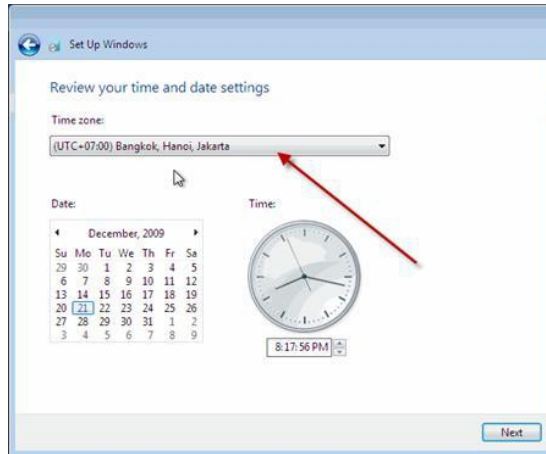 Set Up Windows
Review your time and date settings
Time zone:
(UTC+07:00) Bangkok, Hanoi, Jakarta
Date:
Time:
December, 2009
Su Mo Tu We Th Fr Sa
29 30 1 2 3 4 5
6 7 8 9 10 11 12
13 14 15 16 17 18 19
20 21 22 23 24 25 26
27 28 29 30 31 1 2
3 4 5 6 7 8 9
8:17:56 PM
Next